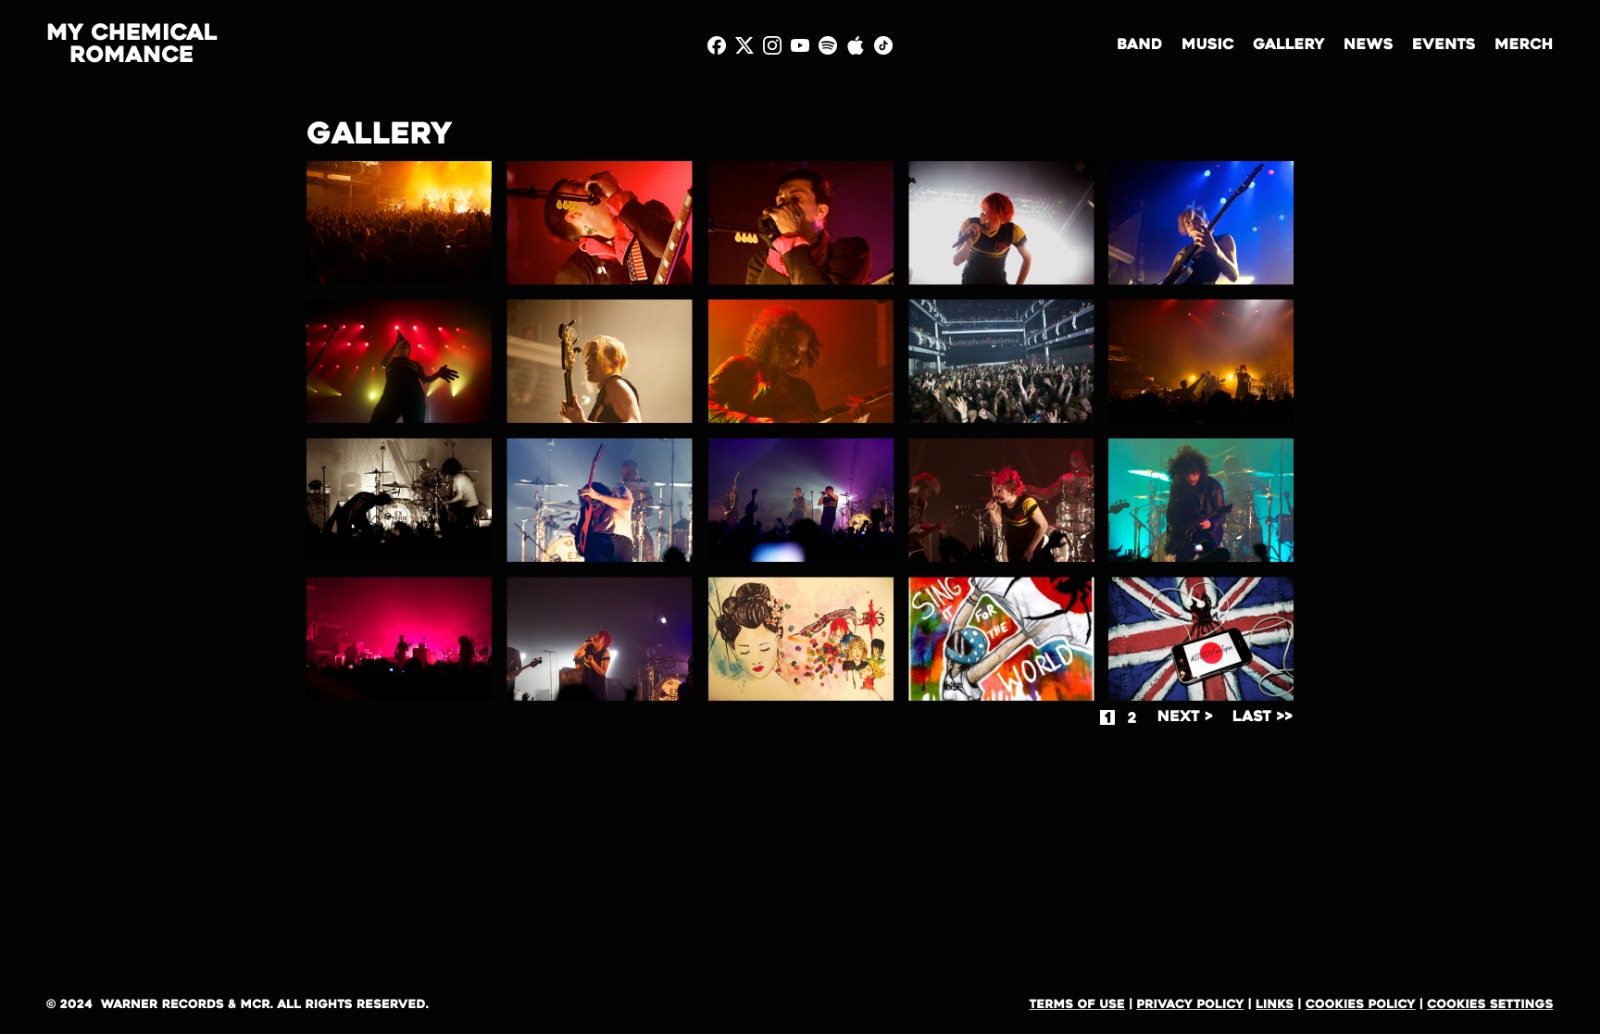 MY CHEMICAL
ROMANCE
BAND MUSIC GALLERY NEWS EVENTS MERCH
GALLERY
SING
IT
FOR
THE
WORLD
1 2 NEXT > LAST >>
© 2024 WARNER RECORDS & MCR. ALL RIGHTS RESERVED.
TERMS OF USE | PRIVACY POLICY | LINKS | COOKIES POLICY | COOKIES SETTINGS